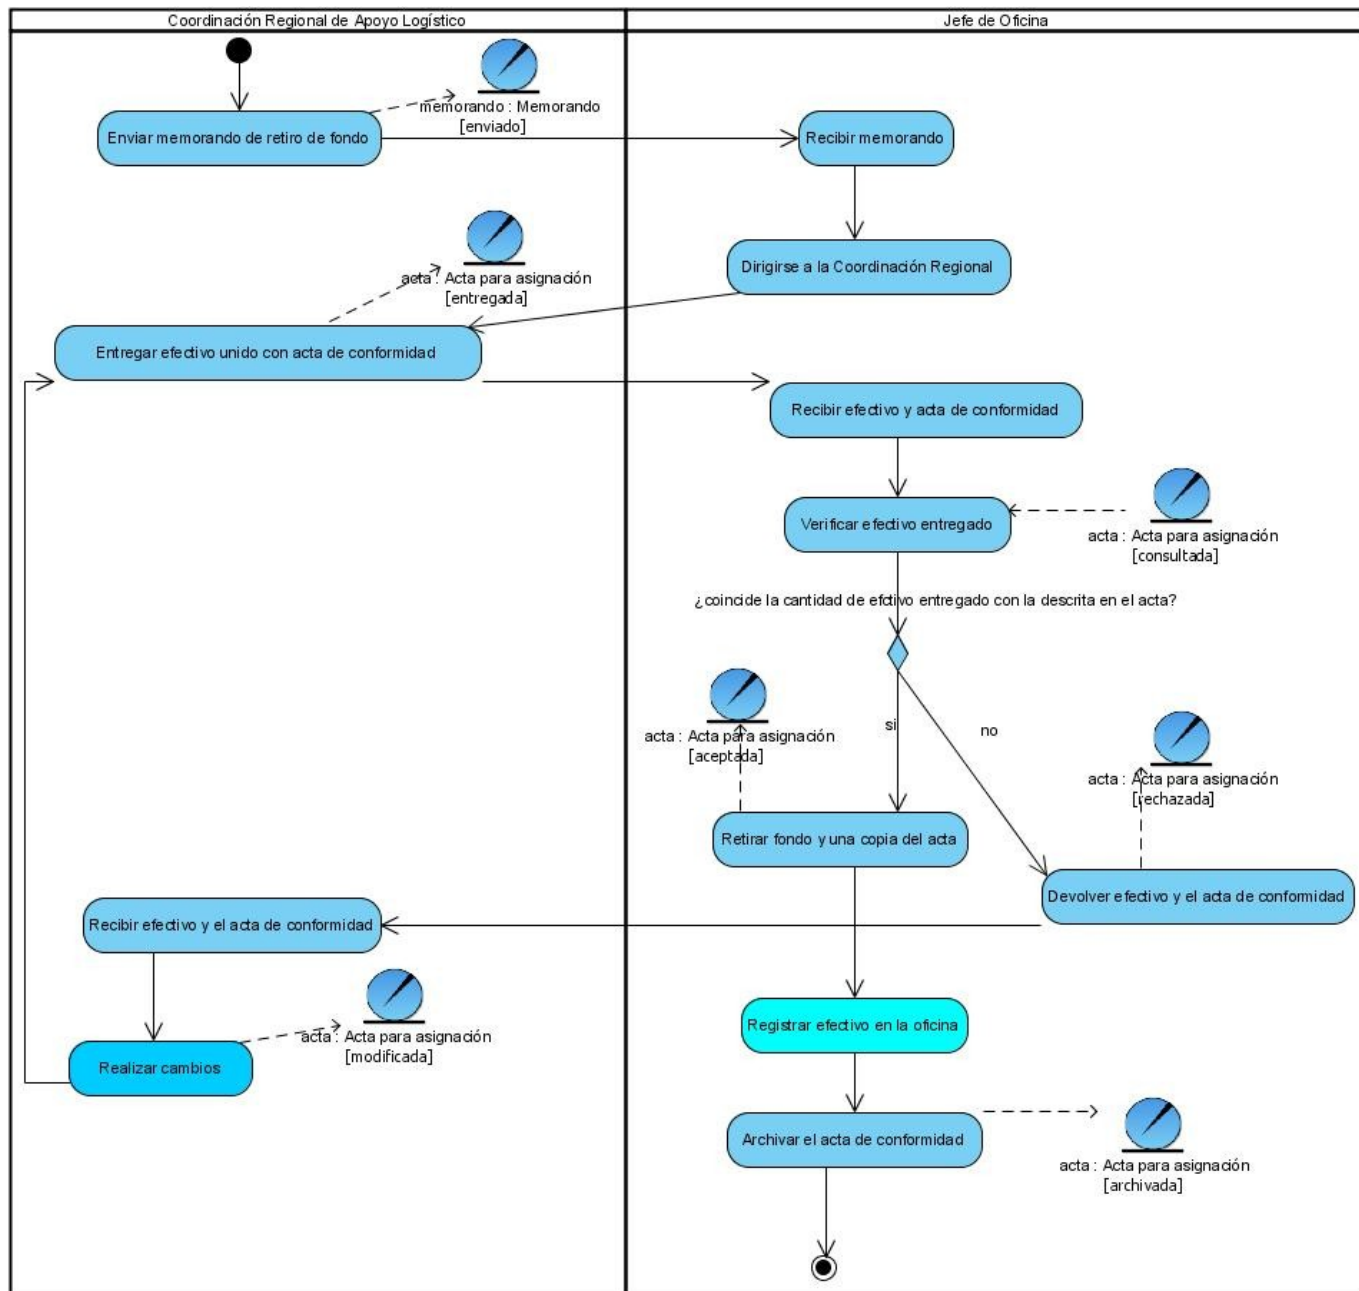 Coordinación Regional de Apoyo Logístico
Jefe de Oficina
memorando : Memorando
[enviado]
Enviar memorando de retiro de fondo
Recibir memorando
acta : Acta para asignación
[entregada]
Dirigirse a la Coordinación Regional
Entregar efectivo unido con acta de conformidad
Recibir efectivo y acta de conformidad
Verificar efectivo entregado
acta : Acta para asignación
[consultada]
¿coincide la cantidad de efctivo entregado con la descrita en el acta?
acta : Acta para asignación
[aceptada]
si
no
acta : Acta para asignación
[rechazada]
Retirar fondo y una copia del acta
Devolver efectivo y el acta de conformidad
Recibir efectivo y el acta de conformidad
Registrar efectivo en la oficina
acta : Acta para asignación
[modificada]
Realizar cambios
Archivar el acta de conformidad
acta : Acta para asignación
[archivada]